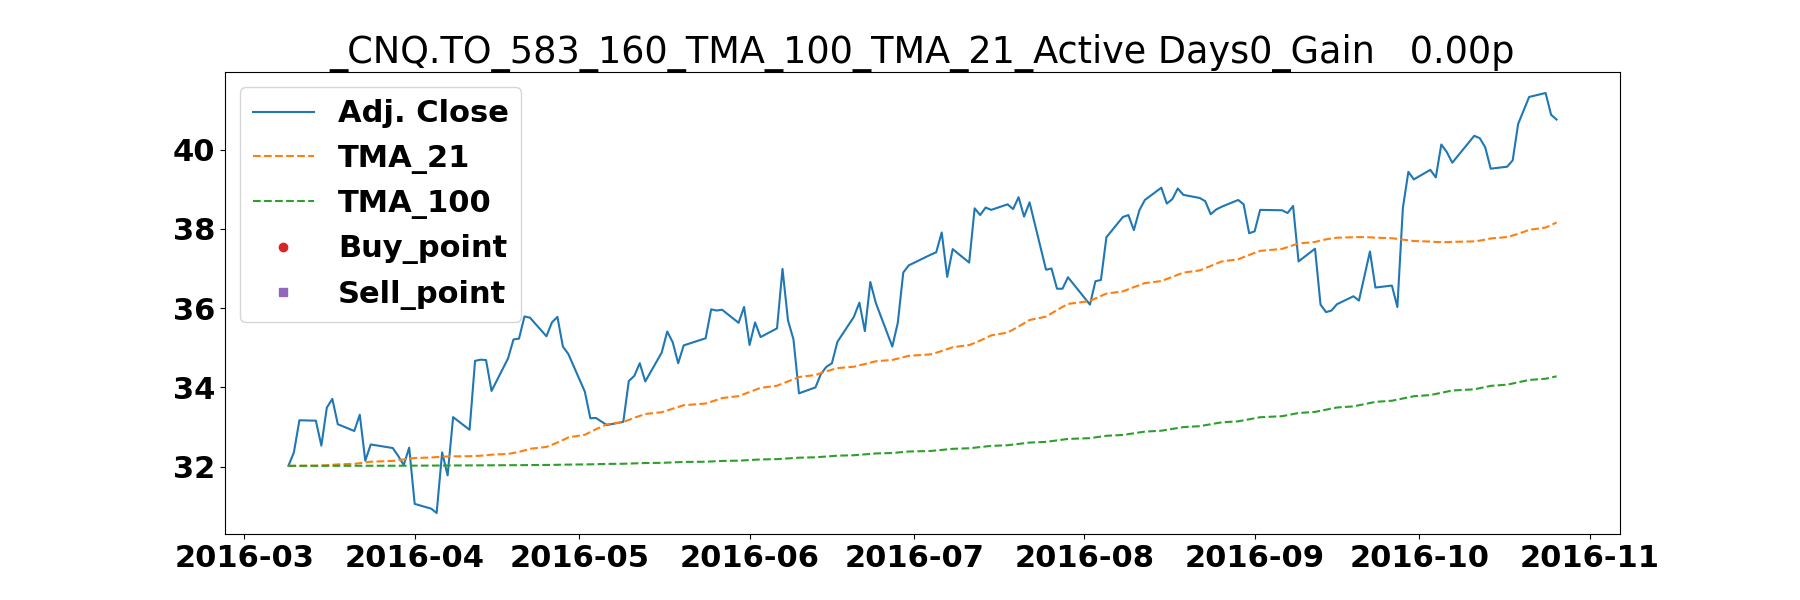 _CNQ.TO_583_160_TMA_100_TMA_21_Active Days0_Gain   0.00p
Adj. Close
TMA_21
TMA_100
Buy_point
Sell_point
40
38
36
34
32
2016-03 2016-04 2016-05 2016-06 2016-07 2016-08 2016-09 2016-10 2016-11